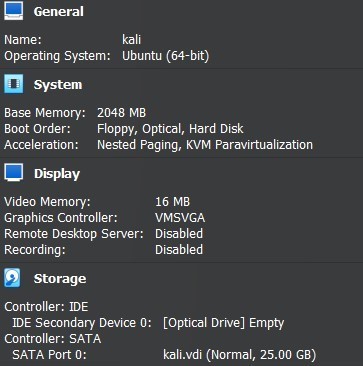 General
Name: kali
Operating System: Ubuntu (64-bit)
System
Base Memory: 2048 MB
Boot Order: Floppy, Optical, Hard Disk
Acceleration: Nested Paging, KVM Paravirtualization
Display
Video Memory: 16 MB
Graphics Controller: VMSVGA
Remote Desktop Server: Disabled
Recording: Disabled
Storage
Controller: IDE
IDE Secondary Device 0: [Optical Drive] Empty
Controller: SATA
SATA Port 0: kali.vdi (Normal, 25.00 GB)